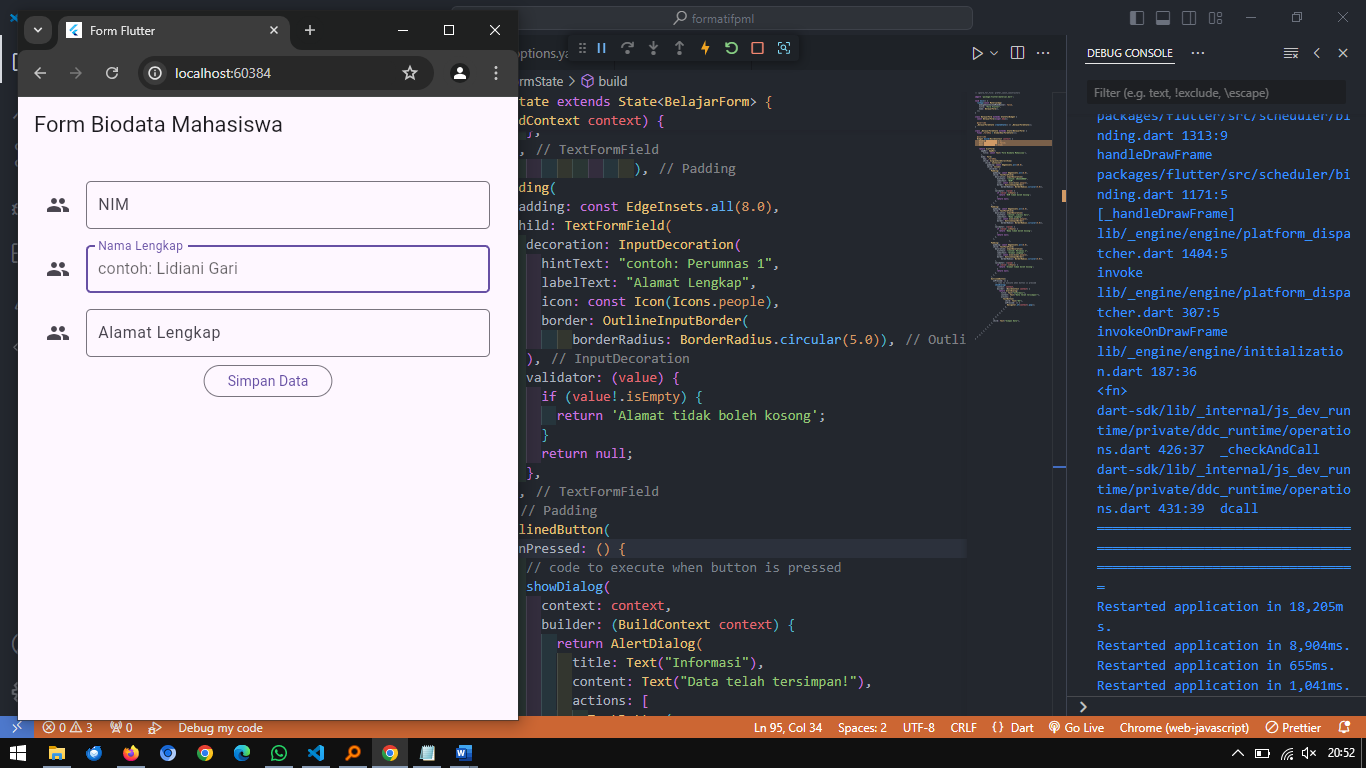 Form Flutter
localhost:60384
Form Biodata Mahasiswa
NIM
Nama Lengkap
contoh: Lidiani Gari
Alamat Lengkap
Simpan Data
formatifpml
options.ya
rmState > build
tate extends State<BelajarForm> {
dContext context) {
],
, // TextFormField
), // Padding
ding(
adding: const EdgeInsets.all(8.0),
hild: TextFormField(
decoration: InputDecoration(
hintText: "contoh: Perumnas 1",
labelText: "Alamat Lengkap",
icon: const Icon(Icons.people),
border: OutlineInputBorder(
borderRadius: BorderRadius.circular(5.0)), // Outli
), // InputDecoration
validator: (value) {
if (value!.isEmpty) {
return 'Alamat tidak boleh kosong';
}
return null;
},
, // TextFormField
// Padding
linedButton(
nPressed: () {
// code to execute when button is pressed
showDialog(
context: context,
builder: (BuildContext context) {
return AlertDialog(
title: Text("Informasi"),
content: Text("Data telah tersimpan!"),
actions: [
DEBUG CONSOLE
Filter (e.g. text, !exclude, \escape)
packages/flutter/src/scheduler/bi
nding.dart 1313:9
handleDrawFrame
packages/flutter/src/scheduler/bi
nding.dart 1171:5
[_handleDrawFrame]
lib/_engine/engine/platform_dispa
tcher.dart 1404:5
invoke
lib/_engine/engine/platform_dispa
tcher.dart 307:5
invokeOnDrawFrame
lib/_engine/engine/initializatio
n.dart 187:36
<fn>
dart-sdk/lib/_internal/js_dev_run
time/private/ddc_runtime/operatio
ns.dart 426:37 _checkAndCall
dart-sdk/lib/_internal/js_dev_run
time/private/ddc_runtime/operatio
ns.dart 431:39 dcall
Restarted application in 18,205m
s.
Restarted application in 8,904ms.
Restarted application in 655ms.
Restarted application in 1,041ms.
0 3 0 Debug my code
Ln 95, Col 34 Spaces: 2 UTF-8 CRLF {} Dart Go Live Chrome (web-javascript) Prettier
20:52